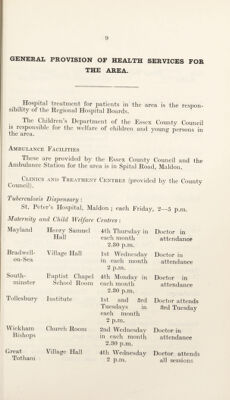 9
GENERAL PROVISION OF HEALTH SERVICES FOR
THE AREA.
Hospital treatment for patients in the area is the respon-
sibility of the Regional Hospital Boards.
The Children's Department of the Essex County Council
is responsible for the welfare of children and young persons in
the area.
AMBULANCE FACILITIES
These are provided by the Essex County Council and the
Ambulance Station for the area is in Spital Road, Maldon.
CLINICS AND TREATMENT CENTRES (provided by the County
Council).
Tuberculosis Dispensary:
St. Peter's Hospital, Maldon; each Friday, 2—5 p.m.
Maternity and Child Welfare Centres:
Mayland Henry Samuel 4th Thursday in Doctor in
Hall each month attendance
2.30 p.m.
Bradwell- Village Hall 1st Wednesday Doctor in
on-Sea in each month attendance
2 p.m.
South- Baptist Chapel 4th Monday in Doctor in
minster School Room each month attendance
2.30 p.m.
Tollesbury Institute 1st and 3rd Doctor attends
Tuesdays in 3rd Tuesday
each month
2 p.m.
Wickham Church Room 2nd Wednesday Doctor in
Bishops in each month attendance
2.30 p.m.
Great Village Hall 4th Wednesday Doctor attends
Totham 2 p.m. all sessions